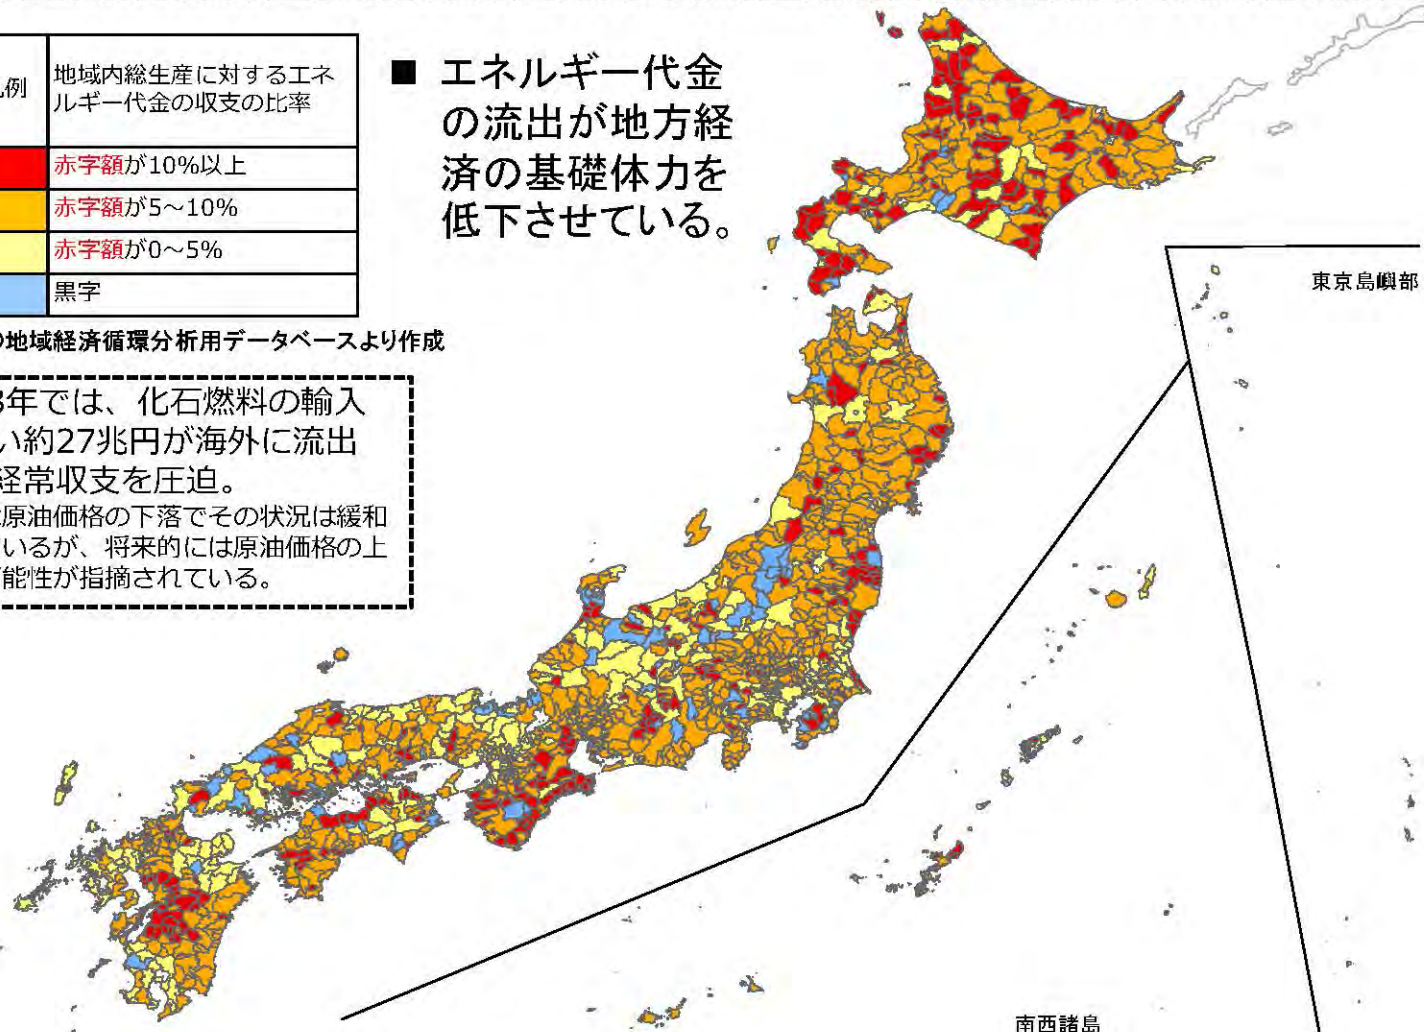 例
地域内総生産に対するエネ
ルギー代金の収支の比率
赤字額が10%以上
赤字額が5～10%
赤字額が0～5%
黒字
地域経済循環分析用データベースより作成
■ エネルギー代金
の流出が地方経
済の基礎体力を
低下させている。
年では、化石燃料の輸入
い約27兆円が海外に流出
経常収支を圧迫。
原油価格の下落でその状況は緩和
いるが、将来的には原油価格の上
能性が指摘されている。
東京島嶼部
南西諸島